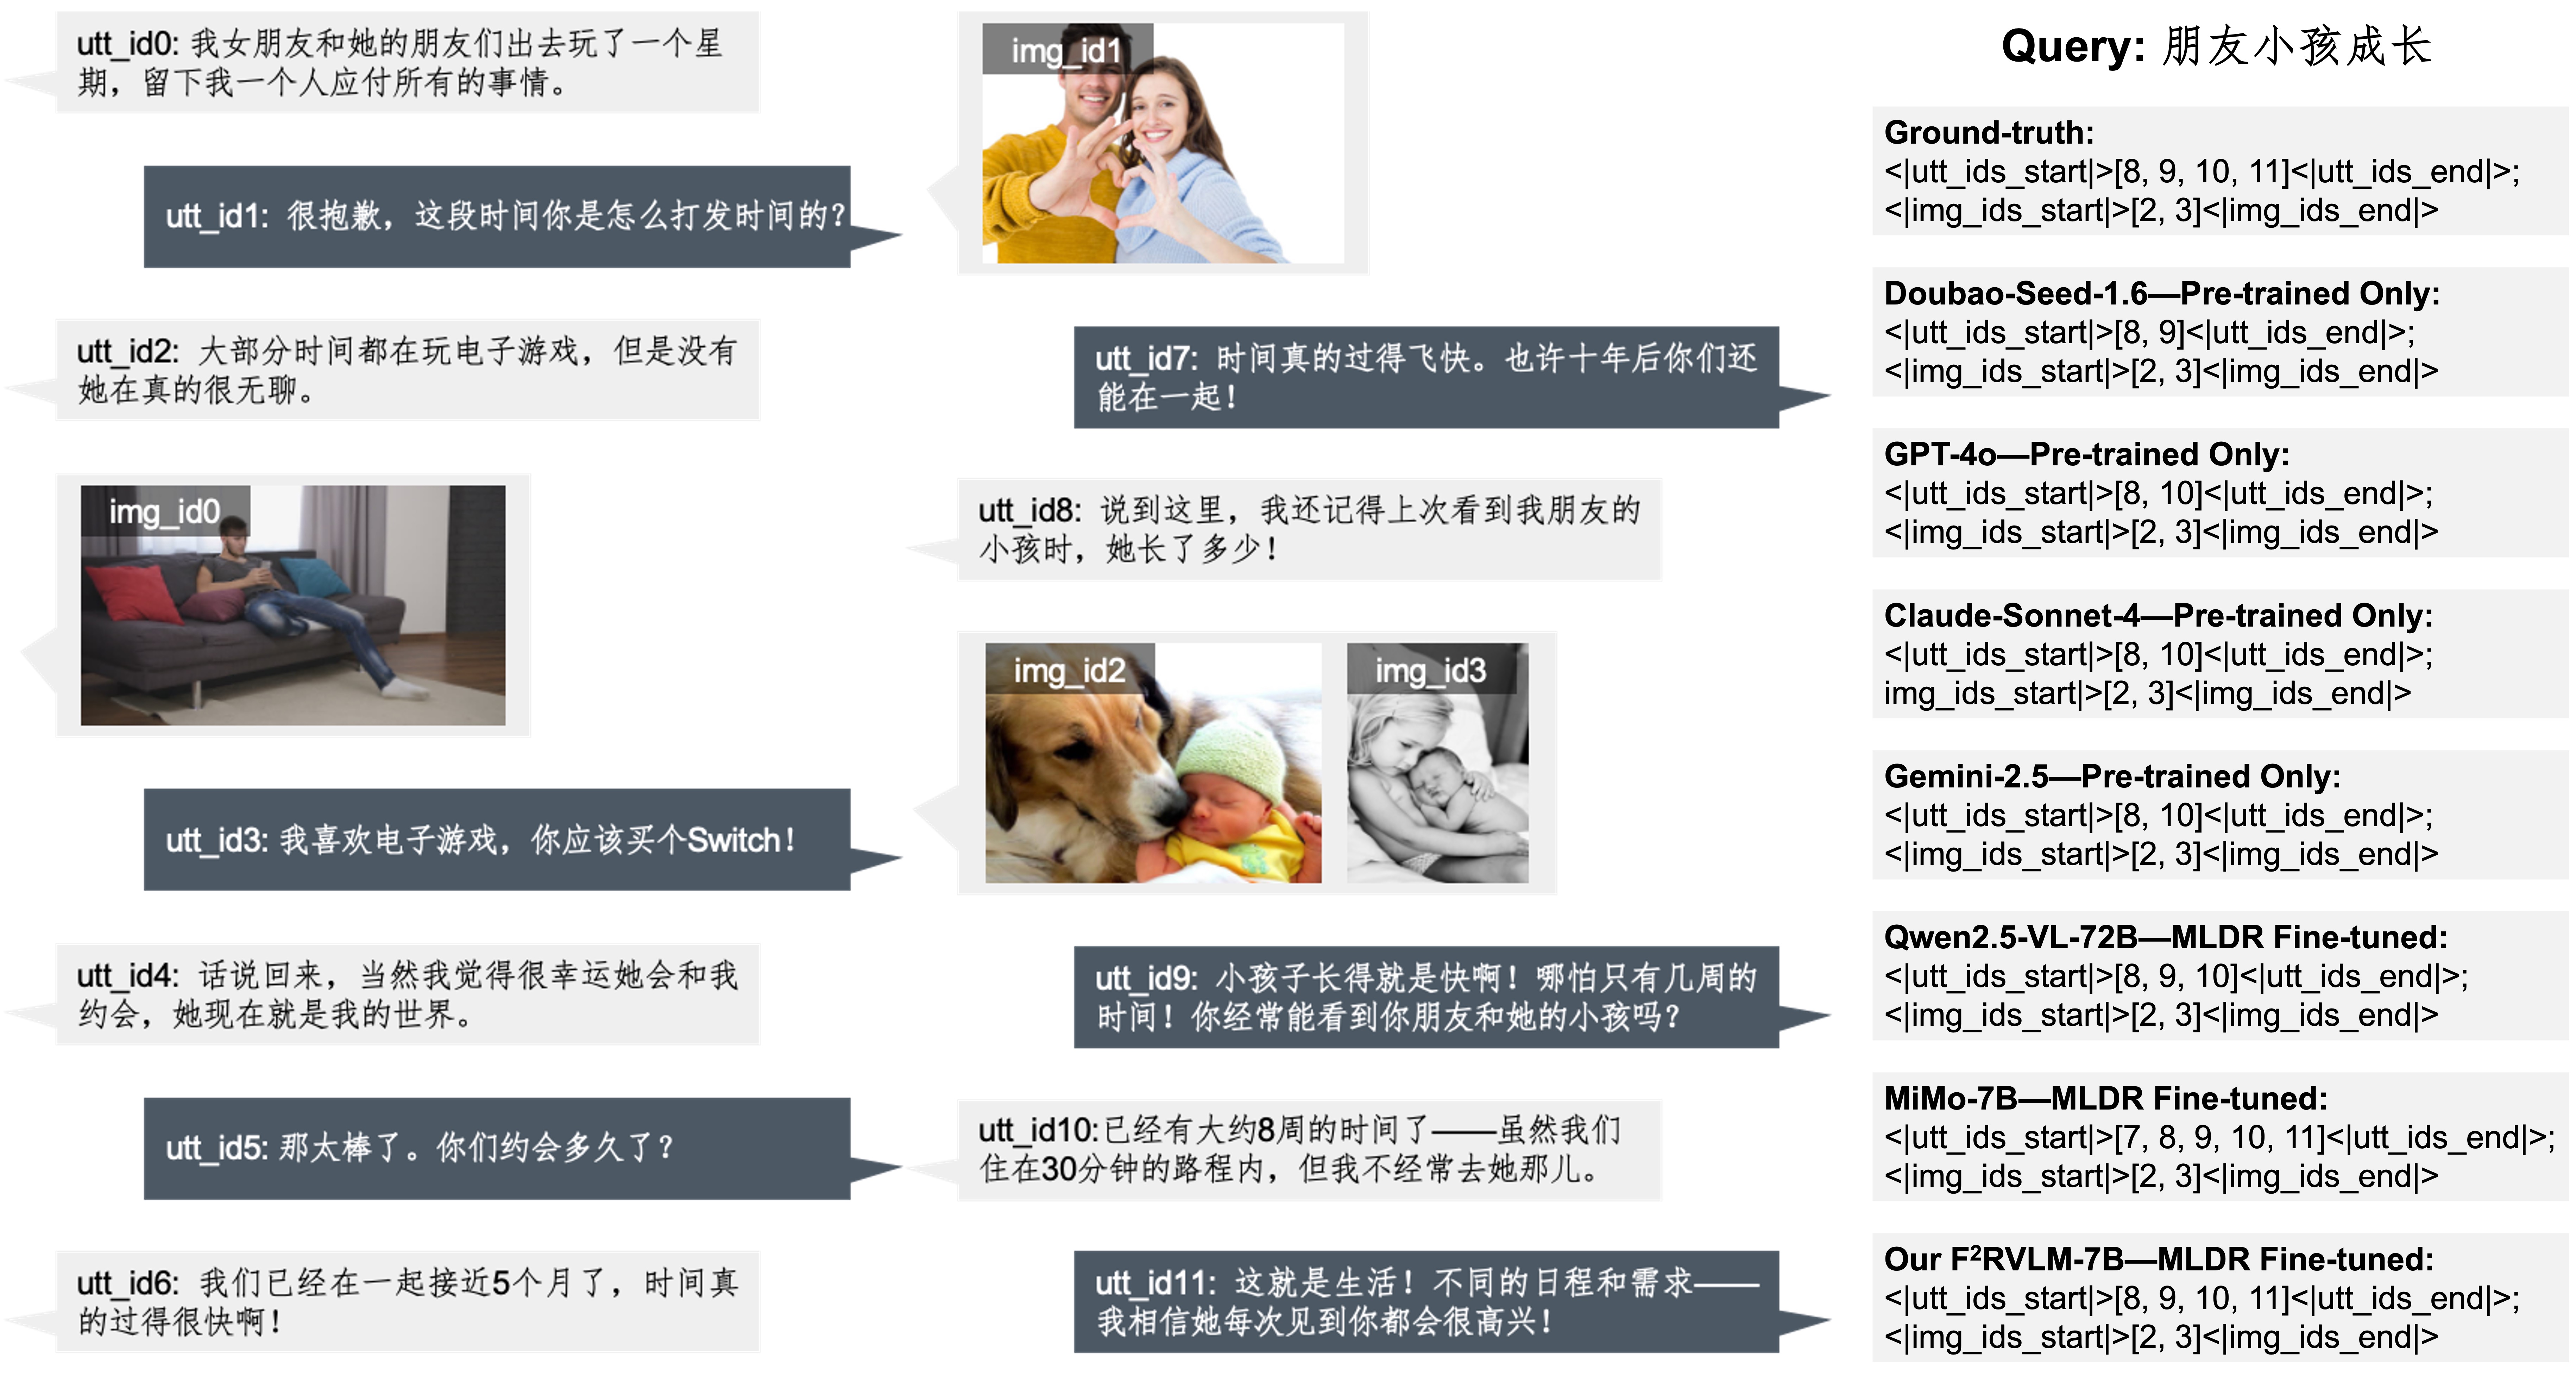 utt_id0: 我女朋友和她的朋友们出去玩了一个星
期，留下我一个人应付所有的事情。
utt_id1: 很抱歉，这段时间你是怎么打发时间的？
utt_id2: 大部分时间都在玩电子游戏，但是没有
她在真的很无聊。
img_id0
utt_id3: 我喜欢电子游戏，你应该买个Switch！
utt_id4: 话说回来，当然我觉得很幸运她会和我
约会，她现在就是我的世界。
utt_id5: 那太棒了。你们约会多久了？
utt_id6: 我们已经在一起接近5个月了，时间真
的过得很快啊！
img_id1
utt_id7: 时间真的过得飞快。也许十年后你们还
能在一起！
utt_id8: 说到这里，我还记得上次看到我朋友的
小孩时，她长了多少！
img_id2
img_id3
utt_id9: 小孩子长得就是快啊！哪怕只有几周的
时间！你经常能看到你朋友和她的小孩吗？
utt_id10:已经有大约8周的时间了——虽然我们
住在30分钟的路程内，但我不经常去她那儿。
utt_id11: 这就是生活！不同的日程和需求——
我相信她每次见到你都会很高兴！
Query: 朋友小孩成长
Ground-truth:
<|utt_ids_start|>[8, 9, 10, 11]<|utt_ids_end|>;
<|img_ids_start|>[2, 3]<|img_ids_end|>
Doubao-Seed-1.6—Pre-trained Only:
<|utt_ids_start|>[8, 9]<|utt_ids_end|>;
<|img_ids_start|>[2, 3]<|img_ids_end|>
GPT-4o—Pre-trained Only:
<|utt_ids_start|>[8, 10]<|utt_ids_end|>;
<|img_ids_start|>[2, 3]<|img_ids_end|>
Claude-Sonnet-4—Pre-trained Only:
<|utt_ids_start|>[8, 10]<|utt_ids_end|>;
img_ids_start|>[2, 3]<|img_ids_end|>
Gemini-2.5—Pre-trained Only:
<|utt_ids_start|>[8, 10]<|utt_ids_end|>;
<|img_ids_start|>[2, 3]<|img_ids_end|>
Qwen2.5-VL-72B—MLDR Fine-tuned:
<|utt_ids_start|>[8, 9, 10]<|utt_ids_end|>;
<|img_ids_start|>[2, 3]<|img_ids_end|>
MiMo-7B—MLDR Fine-tuned:
<|utt_ids_start|>[7, 8, 9, 10, 11]<|utt_ids_end|>;
<|img_ids_start|>[2, 3]<|img_ids_end|>
Our F²RVLM-7B—MLDR Fine-tuned:
<|utt_ids_start|>[8, 9, 10, 11]<|utt_ids_end|>;
<|img_ids_start|>[2, 3]<|img_ids_end|>